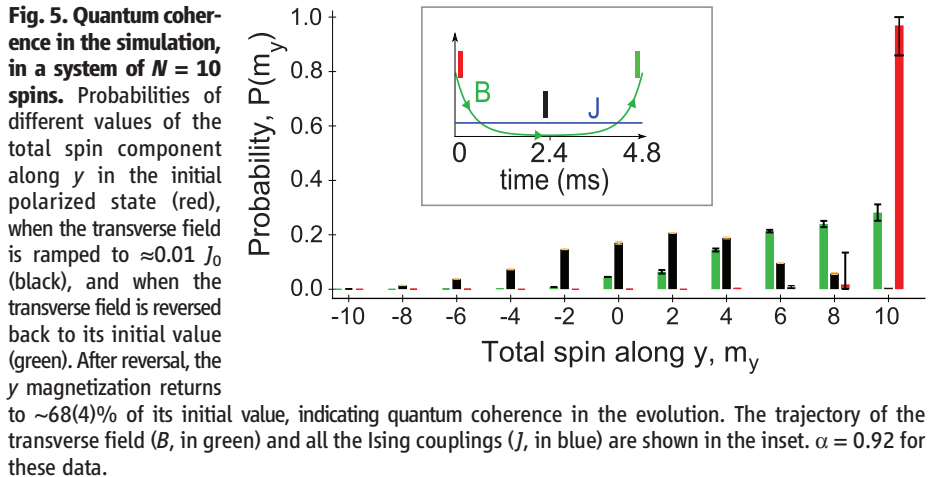 Fig. 5. Quantum coher-
ence in the simulation,
in a system of N = 10
spins. Probabilities of
different values of the
total spin component
along y in the initial
polarized state (red),
when the transverse field
is ramped to ≈0.01 J₀
(black), and when the
transverse field is reversed
back to its initial value
(green). After reversal, the
y magnetization returns
to ~68(4)% of its initial value, indicating quantum coherence in the evolution. The trajectory of the
transverse field (B, in green) and all the Ising couplings (J, in blue) are shown in the inset. α = 0.92 for
these data.
Probability, P(m_y)
1.0
0.8
0.6
0.4
0.2
0.0
B
J
0 2.4 4.8
time (ms)
-10 -8 -6 -4 -2 0 2 4 6 8 10
Total spin along y, m_y